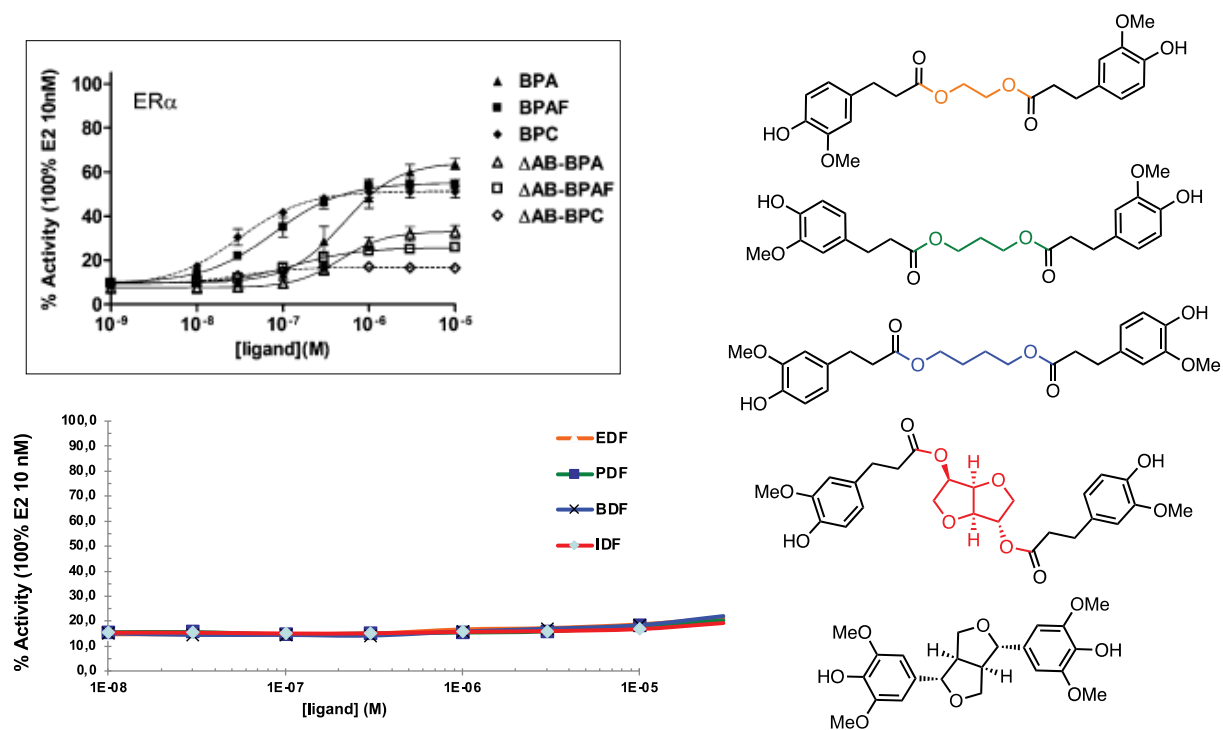 ERα
% Activity (100% E2 10nM)
100
80
60
40
20
0
10⁻⁹
10⁻⁸
10⁻⁷
10⁻⁶
10⁻⁵
[ligand](M)
BPA
BPAF
BPC
ΔAB-BPA
ΔAB-BPAF
ΔAB-BPC
% Activity (100% E2 10 nM)
100,0
90,0
80,0
70,0
60,0
50,0
40,0
30,0
20,0
10,0
0,0
1E-08
1E-07
1E-06
1E-05
[ligand] (M)
EDF
PDF
BDF
IDF
OMe
OH
O
O
O
O
HO
OMe
OMe
OH
OH
O
O
O
O
MeO
OH
O
MeO
O
O
O
OMe
HO
O
O
H
O
OH
MeO
O
H
O
OMe
HO
O
OMe
MeO
O
H
OH
HO
H
O
OMe
OMe